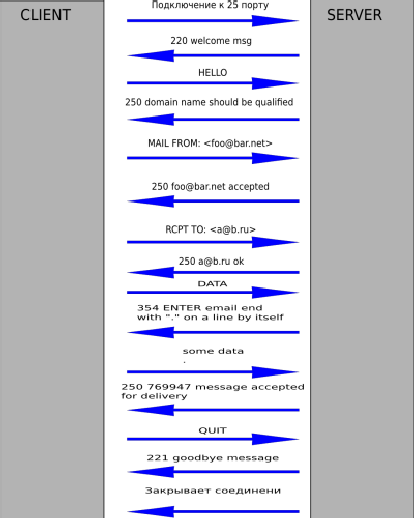 Подключение к 25 порту
CLIENT
SERVER
220 welcome msg
HELLO
250 domain name should be qualified
MAIL FROM: <foo@bar.net>
250 foo@bar.net accepted
RCPT TO: <a@b.ru>
250 a@b.ru ok
DATA
354 ENTER email end
with "." on a line by itself
some data
.
250 769947 message accepted
for delivery
QUIT
221 goodbye message
Закрывает соединени